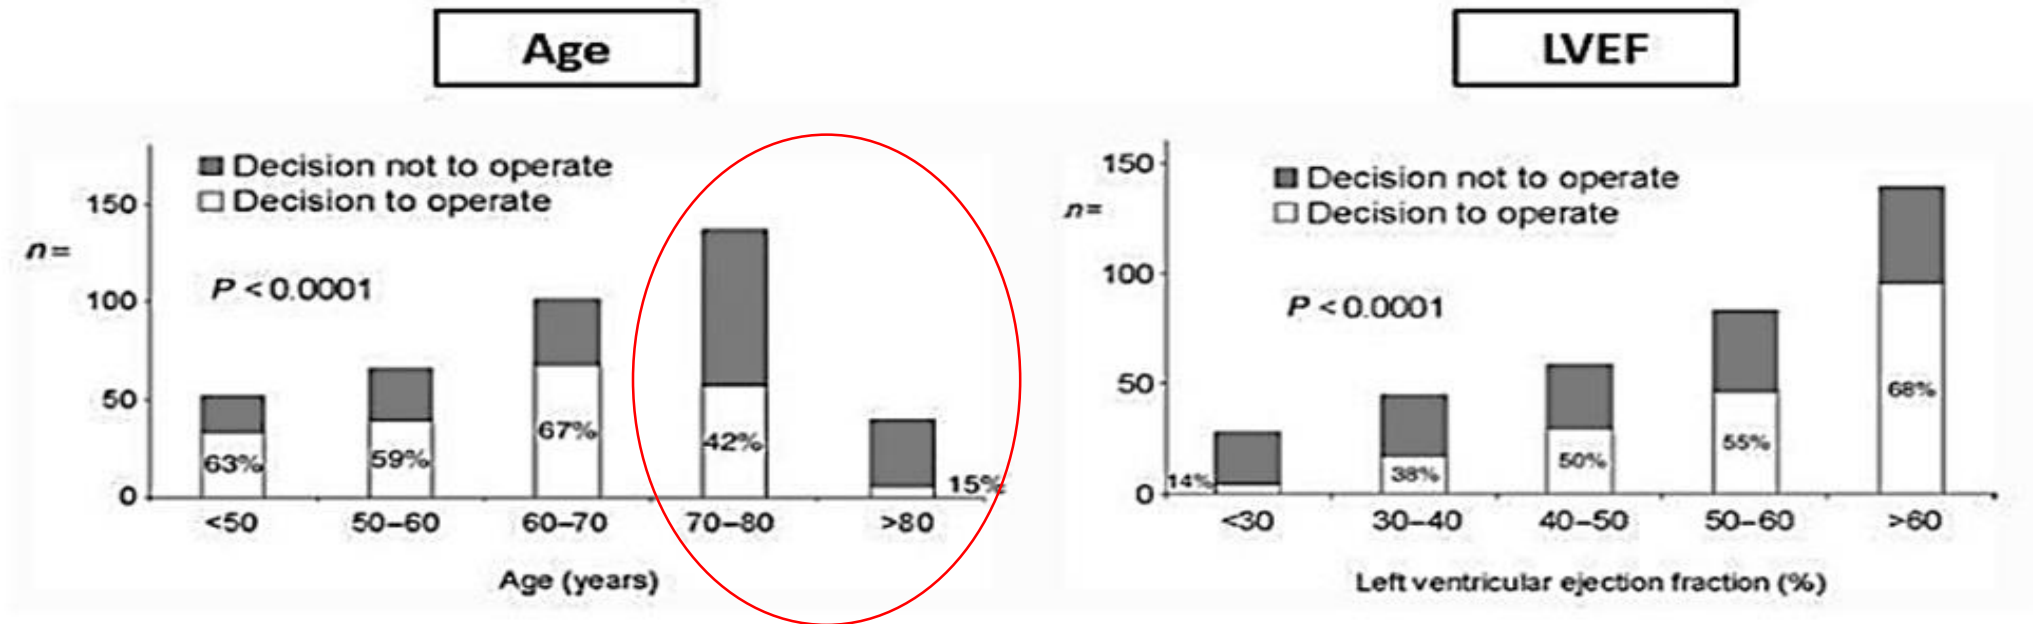 Age
LVEF
Decision not to operate
Decision to operate
150
n=
P < 0.0001
100
50
0
63%
59%
67%
42%
15%
<50
50–60
60–70
70–80
>80
Age (years)
150
n=
Decision not to operate
Decision to operate
100
P < 0.0001
50
0
14%
38%
50%
55%
68%
<30
30–40
40–50
50–60
>60
Left ventricular ejection fraction (%)